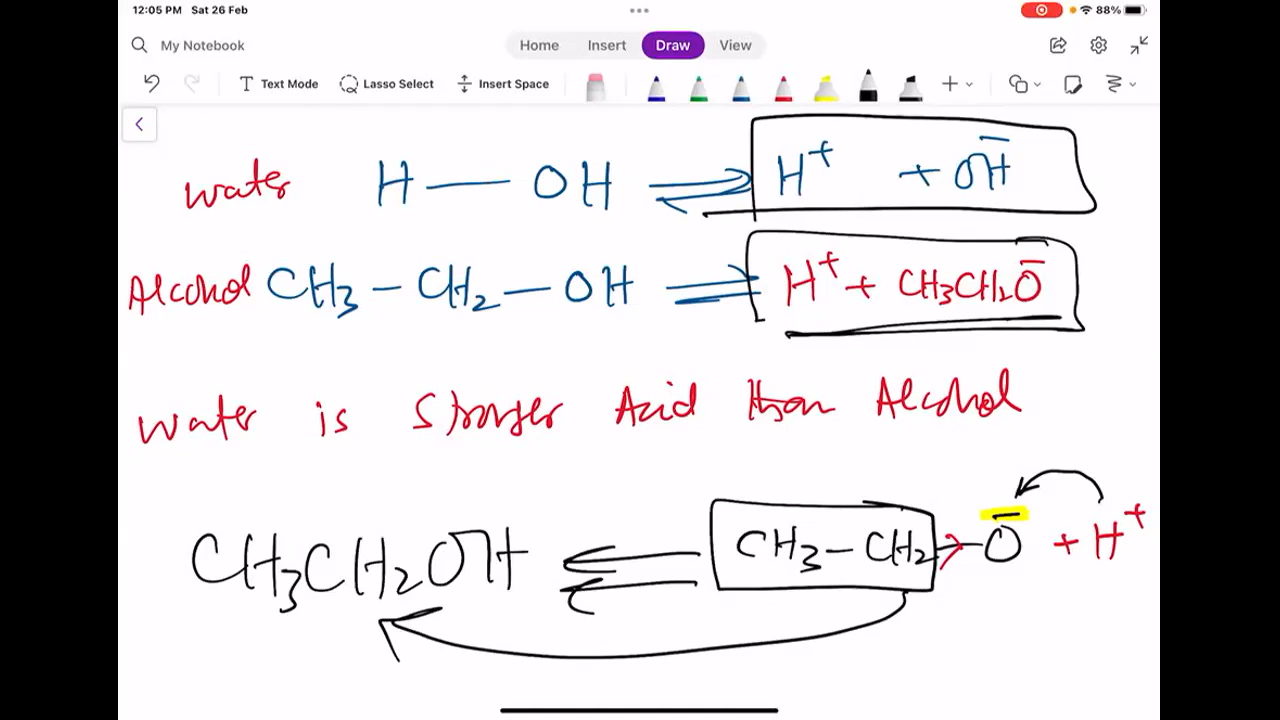 12:05 PM Sat 26 Feb
88%
My Notebook
Home Insert Draw View
Text Mode Lasso Select Insert Space
water H — OH ⇌ H⁺ + OH⁻
Alcohol CH₃ – CH₂ – OH ⇌ H⁺ + CH₃CH₂O⁻
water is Stronger Acid than Alcohol
CH₃CH₂OH ⇐ CH₃ – CH₂ – O⁻ + H⁺